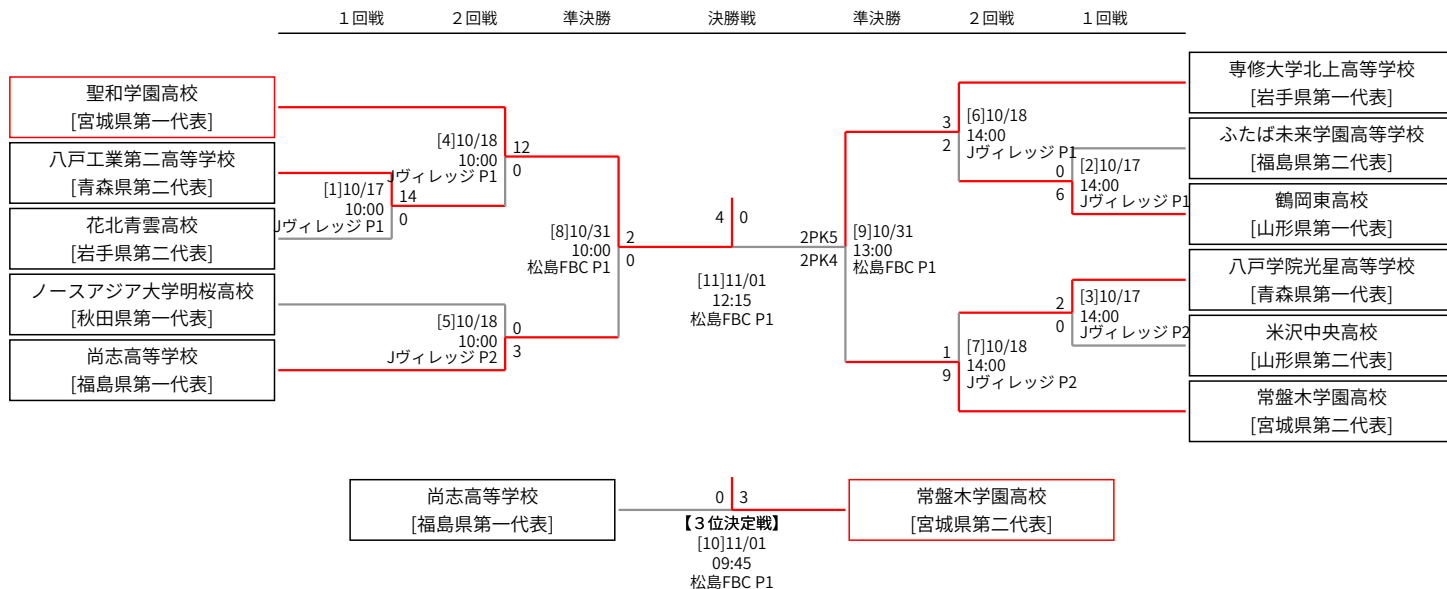 １回戦
２回戦
準決勝
決勝戦
準決勝
２回戦
１回戦
聖和学園高校
[宮城県第一代表]
八戸工業第二高等学校
[青森県第二代表]
花北青雲高校
[岩手県第二代表]
ノースアジア大学明桜高校
[秋田県第一代表]
尚志高等学校
[福島県第一代表]
[1]10/17
10:00
Jヴィレッジ P1
14
0
[4]10/18
10:00
Jヴィレッジ P1
12
0
[5]10/18
10:00
Jヴィレッジ P2
0
3
[8]10/31
10:00
松島FBC P1
2
0
4
0
[11]11/01
12:15
松島FBC P1
2PK5
2PK4
[9]10/31
13:00
松島FBC P1
3
2
[6]10/18
14:00
Jヴィレッジ P1
0
6
[2]10/17
14:00
Jヴィレッジ P1
1
9
[7]10/18
14:00
Jヴィレッジ P2
2
0
[3]10/17
14:00
Jヴィレッジ P2
専修大学北上高等学校
[岩手県第一代表]
ふたば未来学園高等学校
[福島県第二代表]
鶴岡東高校
[山形県第一代表]
八戸学院光星高等学校
[青森県第一代表]
米沢中央高校
[山形県第二代表]
常盤木学園高校
[宮城県第二代表]
尚志高等学校
[福島県第一代表]
0
3
【３位決定戦】
[10]11/01
09:45
松島FBC P1
常盤木学園高校
[宮城県第二代表]